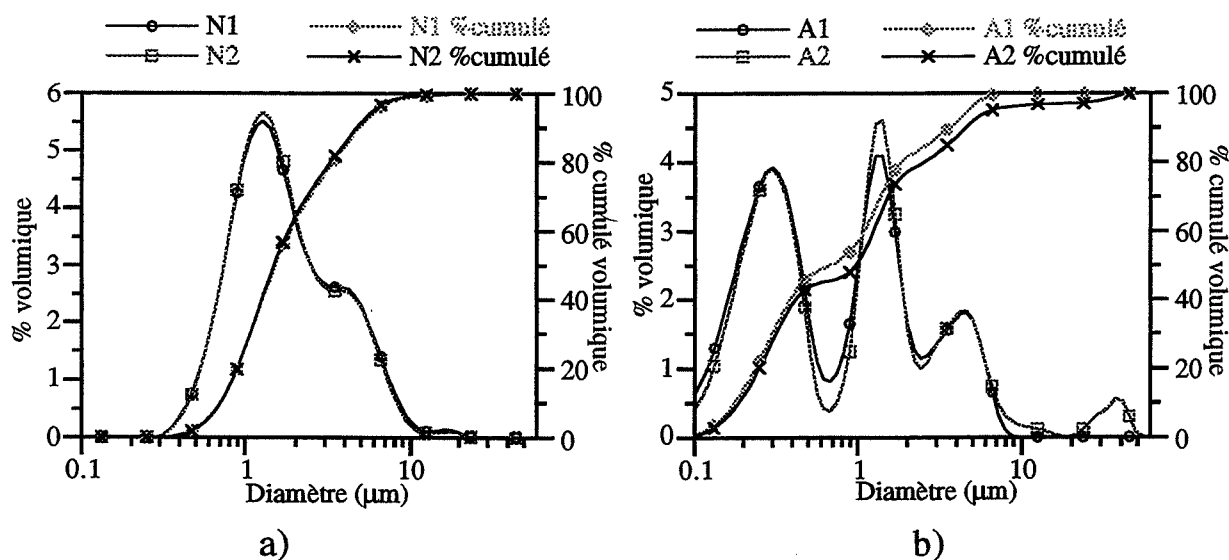 N1 N1 %cumulé
N2 N2 %cumulé
6
5
4
3
2
1
0
% volumique
100
80
60
40
20
0
% cumulé volumique
0.1 1 10
Diamètre (µm)
a)
A1 A1 %cumulé
A2 A2 %cumulé
5
4
3
2
1
0
% volumique
100
80
60
40
20
0
% cumulé volumique
0.1 1 10
Diamètre (µm)
b)